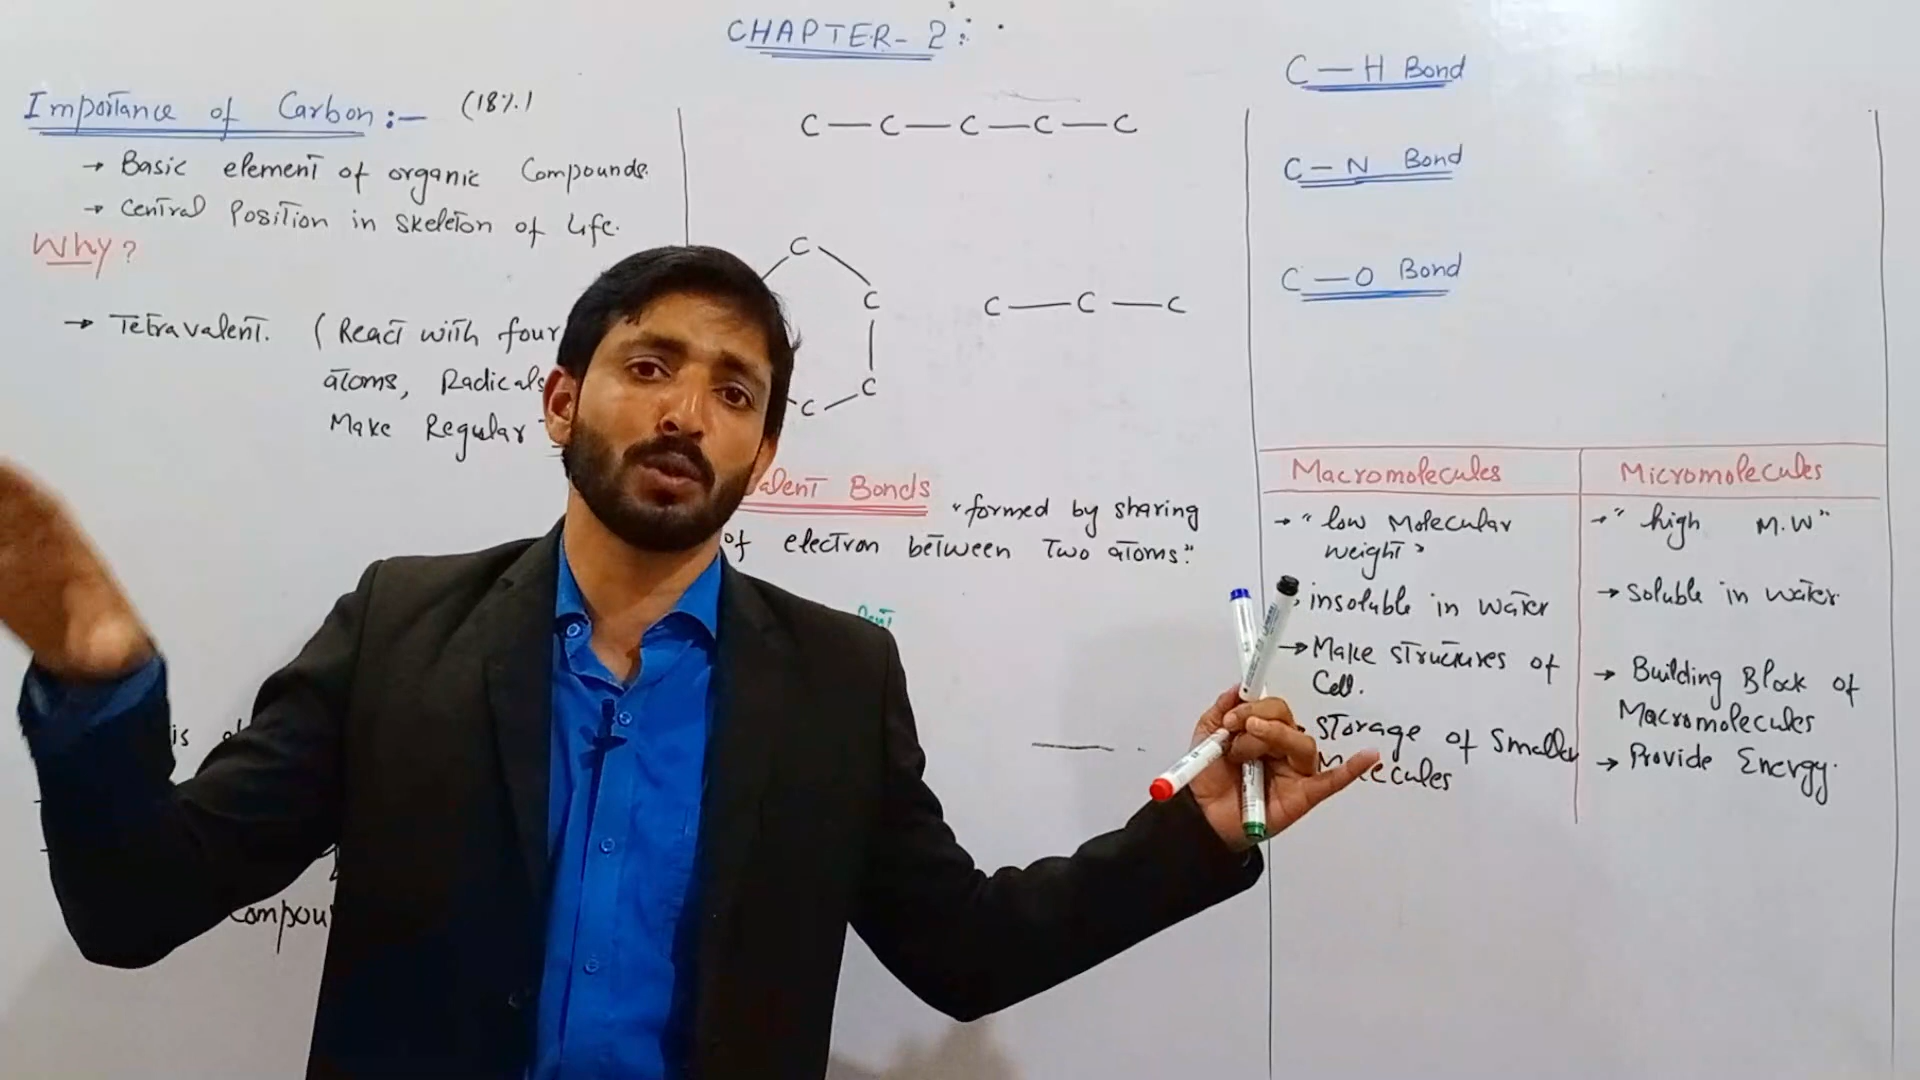 CHAPTER- 2:
Importance of Carbon:- (18%)
→ Basic element of organic Compounds.
→ Central Position in skeleton of Life.
Why?
→ Tetravalent. (React with four
atoms, Radicals
Make Regular
C — C — C — C — C
C
C
C
C
C — C — C
valent Bonds "formed by sharing
of electron between Two atoms."
is
Compou
C — H Bond
C — N Bond
C — O Bond
Macromolecules
→ "low Molecular
weight"
insoluble in water
→ Make structures of
Cell.
Storage of Smaller
Molecules
Micromolecules
→ "high M.W"
→ Soluble in water
→ Building Block of
Macromolecules
→ Provide Energy.